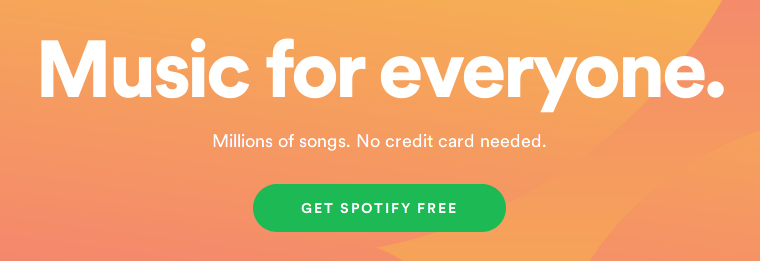 Music for everyone.
Millions of songs. No credit card needed.
GET SPOTIFY FREE